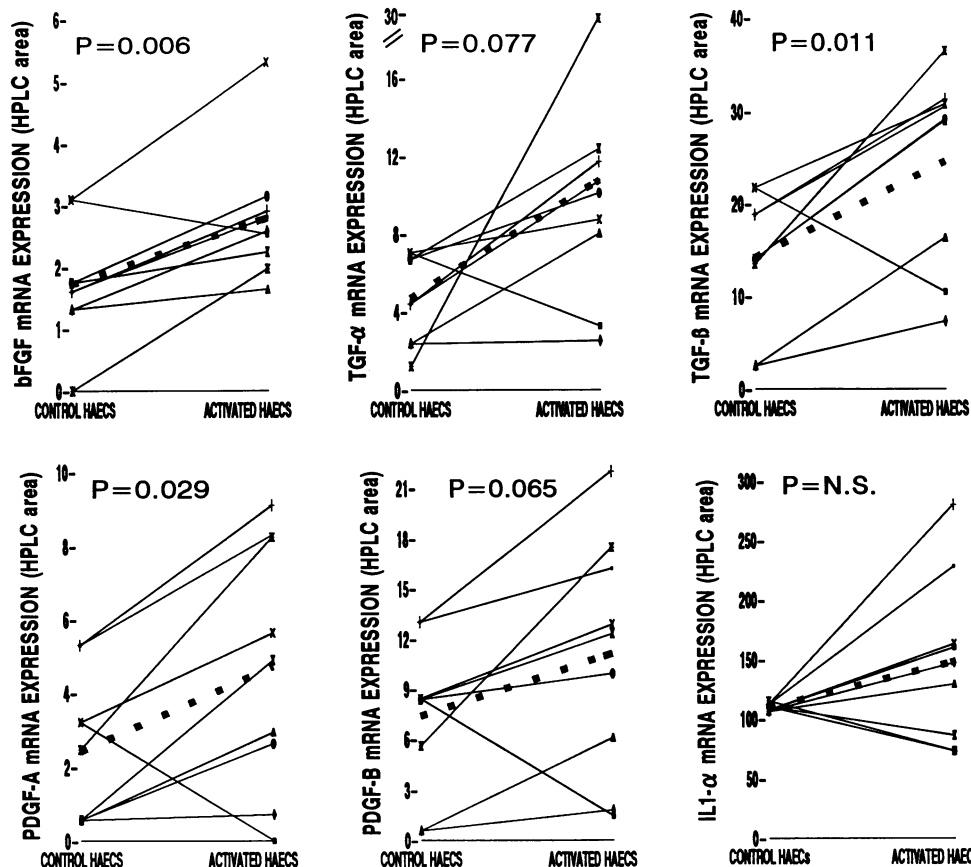 bFGF mRNA EXPRESSION (HPLC area)
P=0.006
6-
5-
4-
3-
2-
1-
0-
CONTROL HAECS ACTIVATED HAECS
TGF-α mRNA EXPRESSION (HPLC area)
P=0.077
30-
16-
12-
8-
4-
0-
CONTROL HAECS ACTIVATED HAECS
TGF-ß mRNA EXPRESSION (HPLC area)
P=0.011
40-
30-
20-
10-
0-
CONTROL HAECS ACTIVATED HAECS
PDGF-A mRNA EXPRESSION (HPLC area)
P=0.029
10-
8-
6-
4-
2-
0-
CONTROL HAECS ACTIVATED HAECS
PDGF-B mRNA EXPRESSION (HPLC area)
P=0.065
21-
18-
15-
12-
9-
6-
3-
0-
CONTROL HAECS ACTIVATED HAECS
IL1-α mRNA EXPRESSION (HPLC area)
P=N.S.
300-
250-
200-
150-
100-
50-
0-
CONTROL HAECs ACTIVATED HAECS